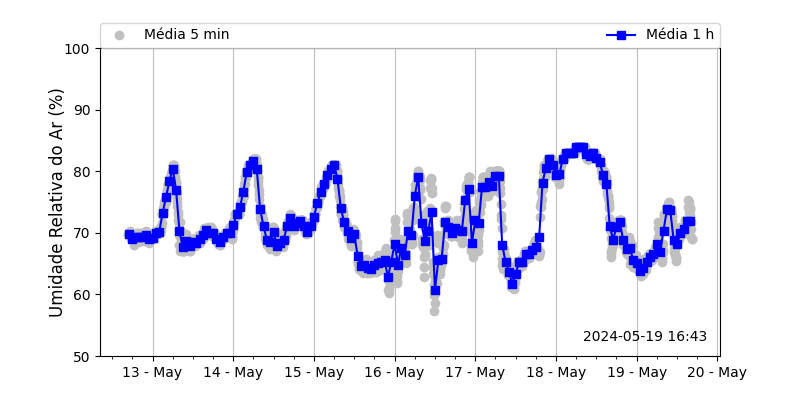 Média 5 min
Média 1 h
Umidade Relativa do Ar (%)
100
90
80
70
60
50
2024-05-19 16:43
13 - May
14 - May
15 - May
16 - May
17 - May
18 - May
19 - May
20 - May